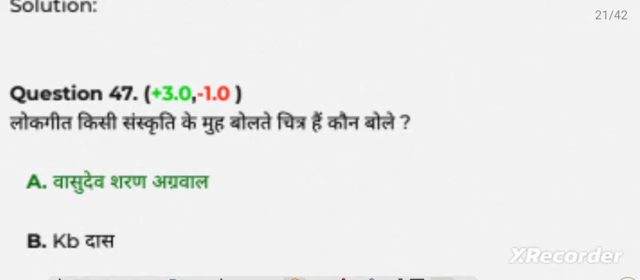 Solution:
21/42
Question 47. (+3.0,-1.0 )
लोकगीत किसी संस्कृति के मुह बोलते चित्र हैं कौन बोले ?
A. वासुदेव शरण अग्रवाल
B. Kb दास
XRecorder